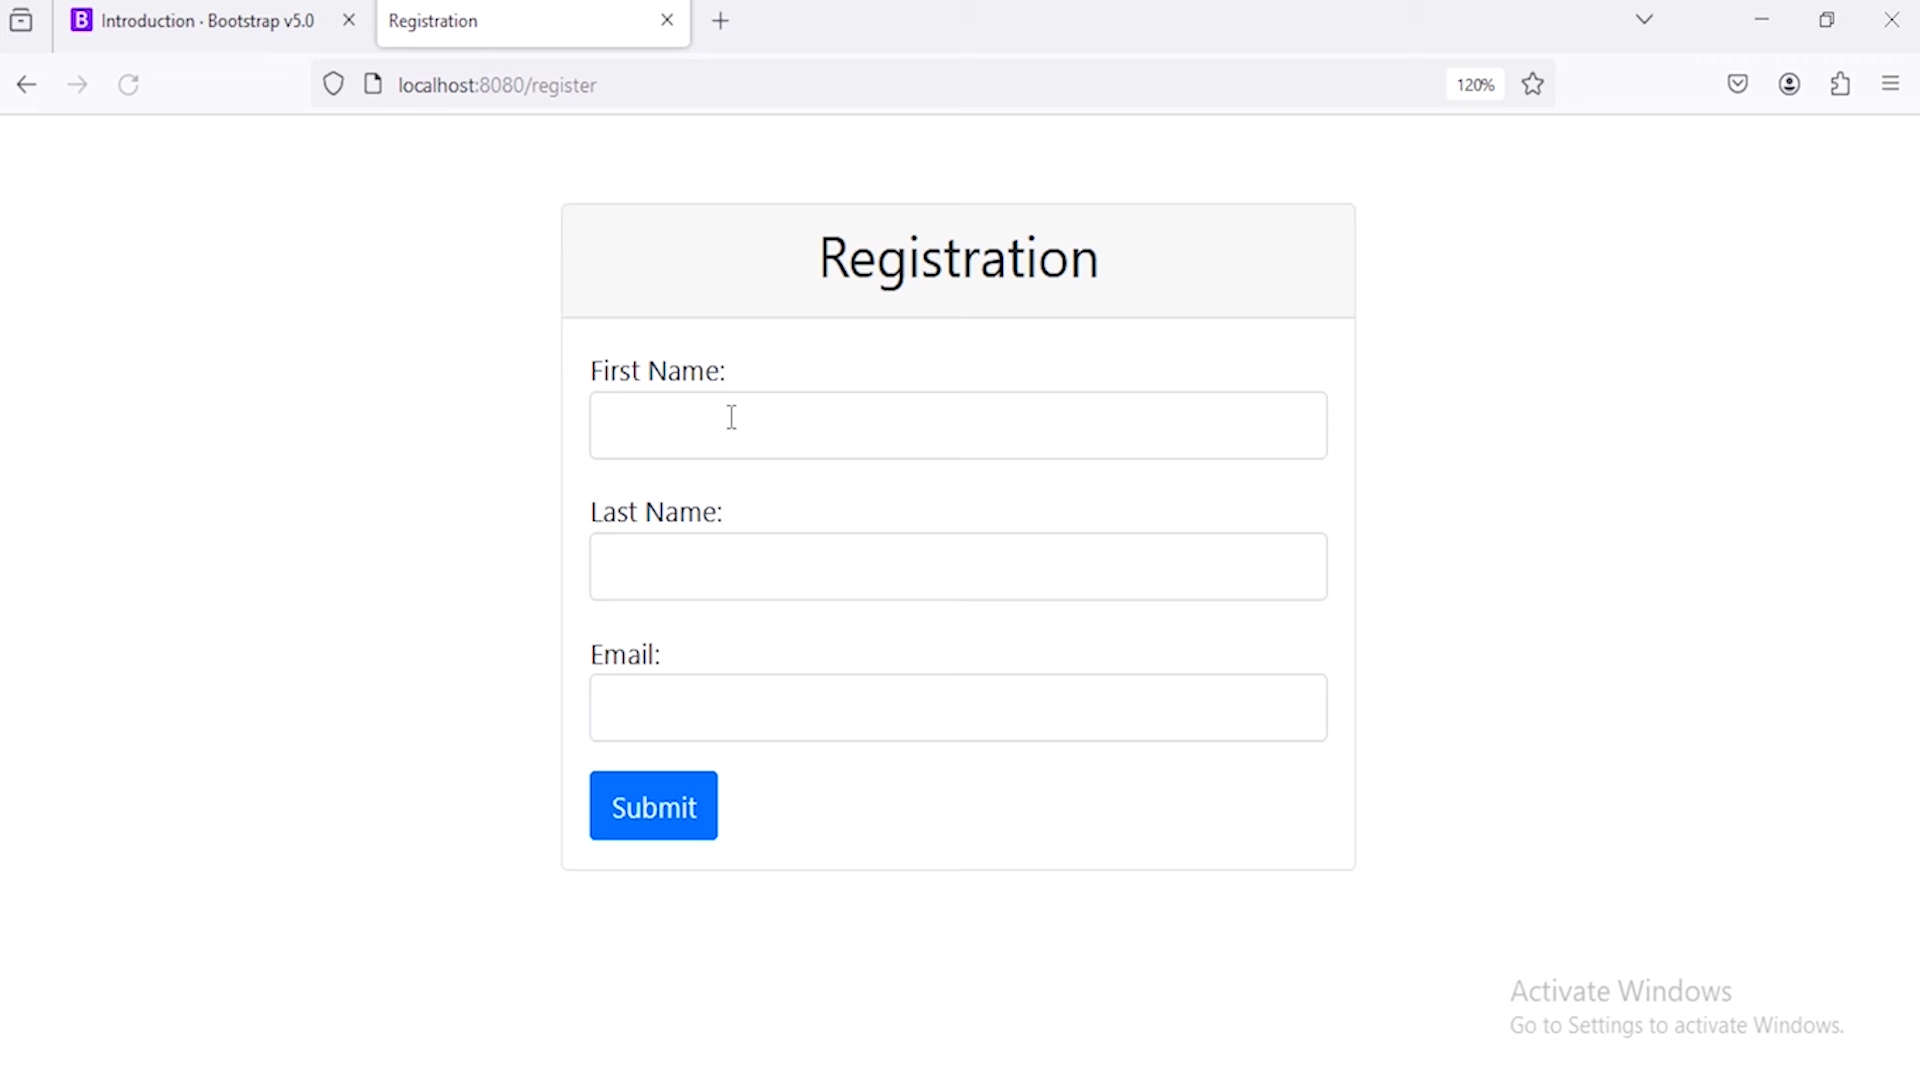 Introduction · Bootstrap v5.0
Registration
localhost:8080/register
120%
Registration
First Name:
Last Name:
Email:
Submit
Activate Windows
Go to Settings to activate Windows.